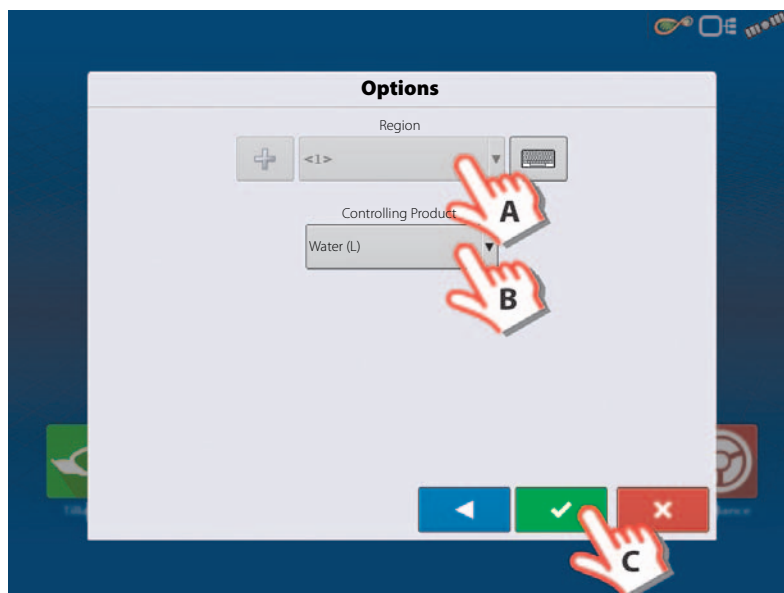 Options
Region
<1>
Controlling Product
A
Water (L)
B
C